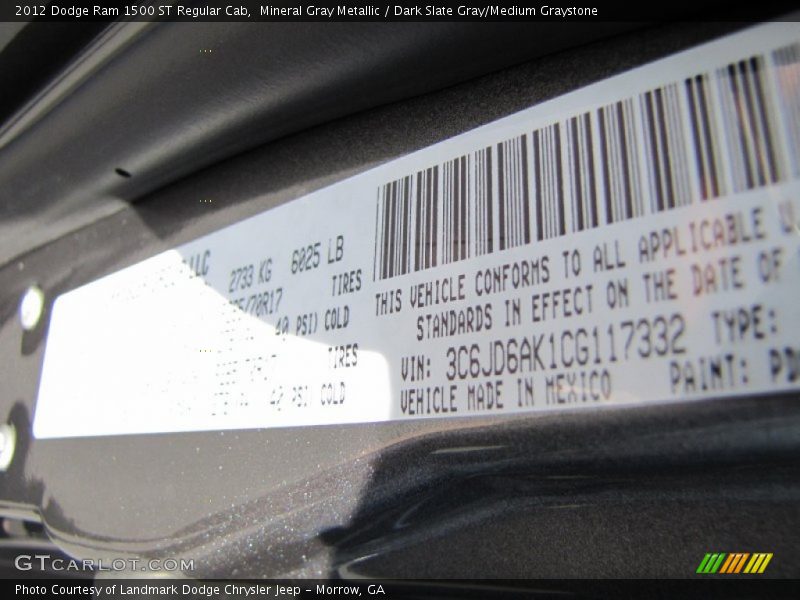 2012 Dodge Ram 1500 ST Regular Cab,  Mineral Gray Metallic / Dark Slate Gray/Medium Graystone
LLC
2733 KG 6025 LB
/70R17 TIRES
40 PSI) COLD
TIRES
40 PSI) COLD
THIS VEHICLE CONFORMS TO ALL APPLICABLE
STANDARDS IN EFFECT ON THE DATE OF
VIN: 3C6JD6AK1CG117332 TYPE:
VEHICLE MADE IN MEXICO PAINT:
GTCARLOT.COM
Photo Courtesy of Landmark Dodge Chrysler Jeep – Morrow, GA